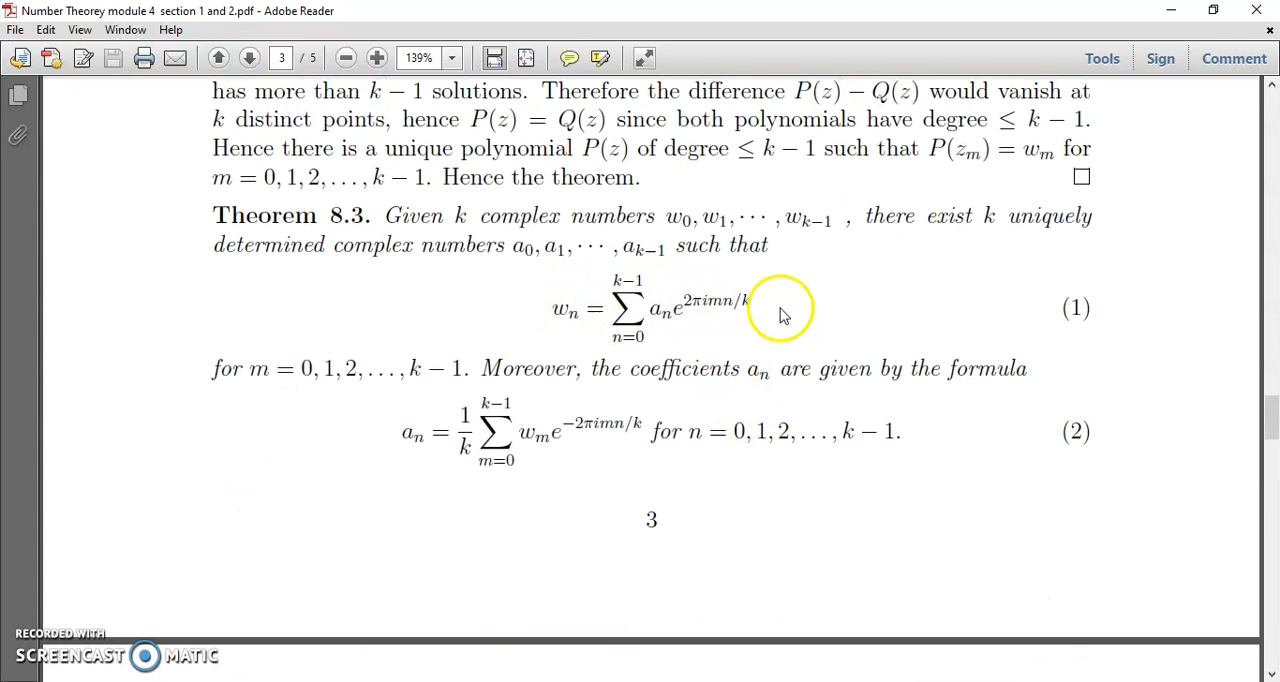 Number Theorey module 4 section 1 and 2.pdf - Adobe Reader
File Edit View Window Help
3 / 5 139% Tools Sign Comment
has more than k − 1 solutions. Therefore the difference P(z) − Q(z) would vanish at
k distinct points, hence P(z) = Q(z) since both polynomials have degree ≤ k − 1.
Hence there is a unique polynomial P(z) of degree ≤ k − 1 such that P(z_m) = w_m for
m = 0, 1, 2, . . . , k − 1. Hence the theorem. □
Theorem 8.3. Given k complex numbers w_0, w_1, · · · , w_{k−1} , there exist k uniquely
determined complex numbers a_0, a_1, · · · , a_{k−1} such that
w_n = ∑_{n=0}^{k−1} a_n e^{2πimn/k} (1)
for m = 0, 1, 2, . . . , k − 1. Moreover, the coefficients a_n are given by the formula
a_n = \frac{1}{k} ∑_{m=0}^{k−1} w_m e^{−2πimn/k} for n = 0, 1, 2, . . . , k − 1. (2)
3
RECORDED WITH
SCREENCAST MATIC